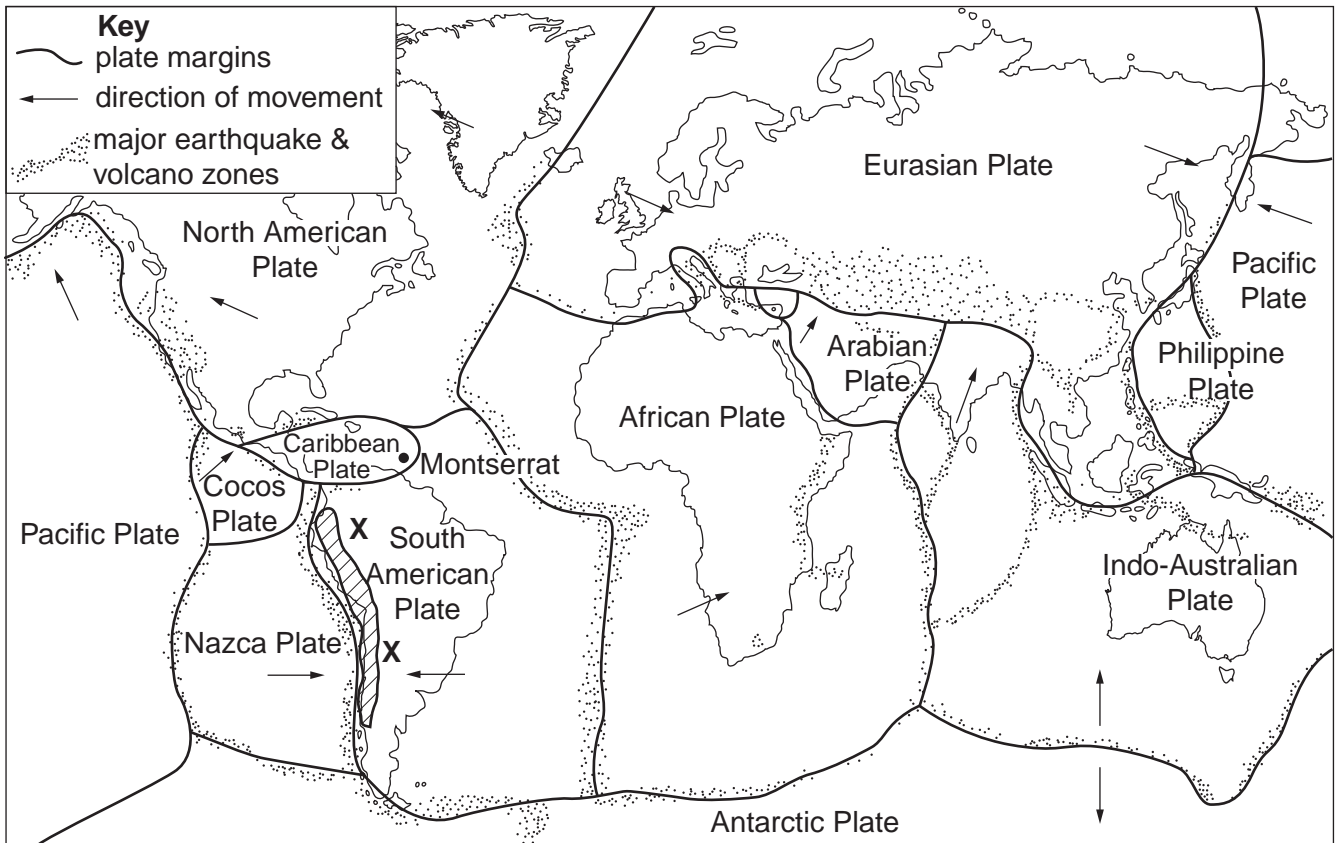 Key
plate margins
direction of movement
major earthquake &
volcano zones
North American
Plate
Eurasian Plate
Pacific
Plate
Philippine
Plate
Arabian
Plate
African Plate
Caribbean
Plate
Montserrat
Cocos
Plate
Pacific Plate
X
South
American
Plate
Nazca Plate
X
Indo-Australian
Plate
Antarctic Plate